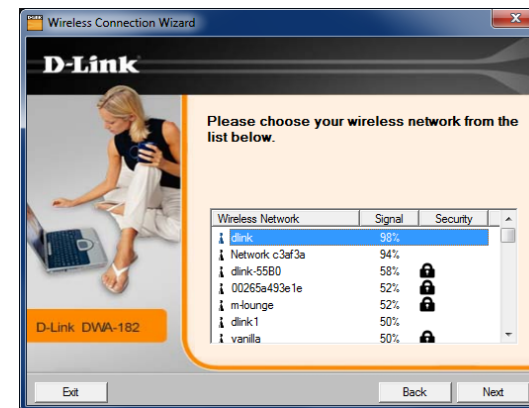 Wireless Connection Wizard
D-Link
Please choose your wireless network from the
list below.
Wireless Network Signal Security
dlink 98%
Network c3af3a 94%
dlink-55B0 58%
00265a493e1e 52%
m-lounge 52%
dlink1 50%
vanilla 50%
D-Link DWA-182
Exit Back Next